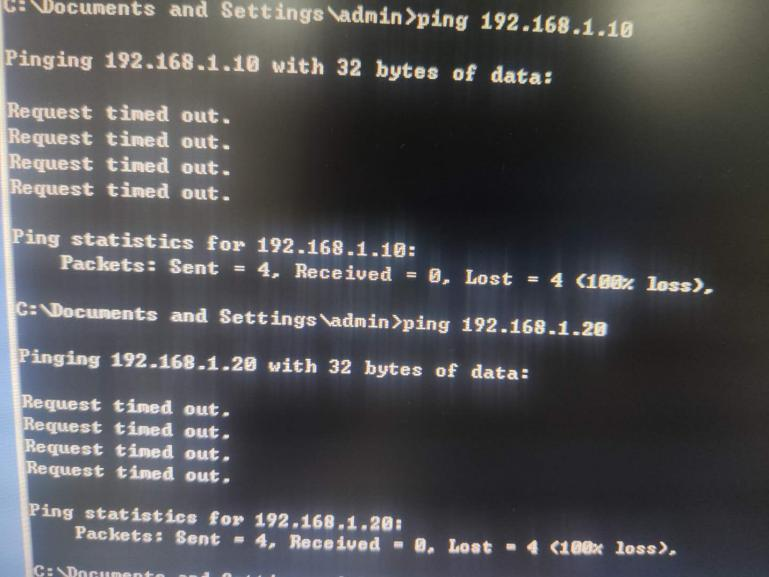 C:\Documents and Settings\admin>ping 192.168.1.10
Pinging 192.168.1.10 with 32 bytes of data:
Request timed out.
Request timed out.
Request timed out.
Request timed out.
Ping statistics for 192.168.1.10:
Packets: Sent = 4, Received = 0, Lost = 4 (100% loss),
C:\Documents and Settings\admin>ping 192.168.1.20
Pinging 192.168.1.20 with 32 bytes of data:
Request timed out.
Request timed out.
Request timed out.
Request timed out.
Ping statistics for 192.168.1.20:
Packets: Sent = 4, Received = 0, Lost = 4 (100% loss),
C:\Documents and